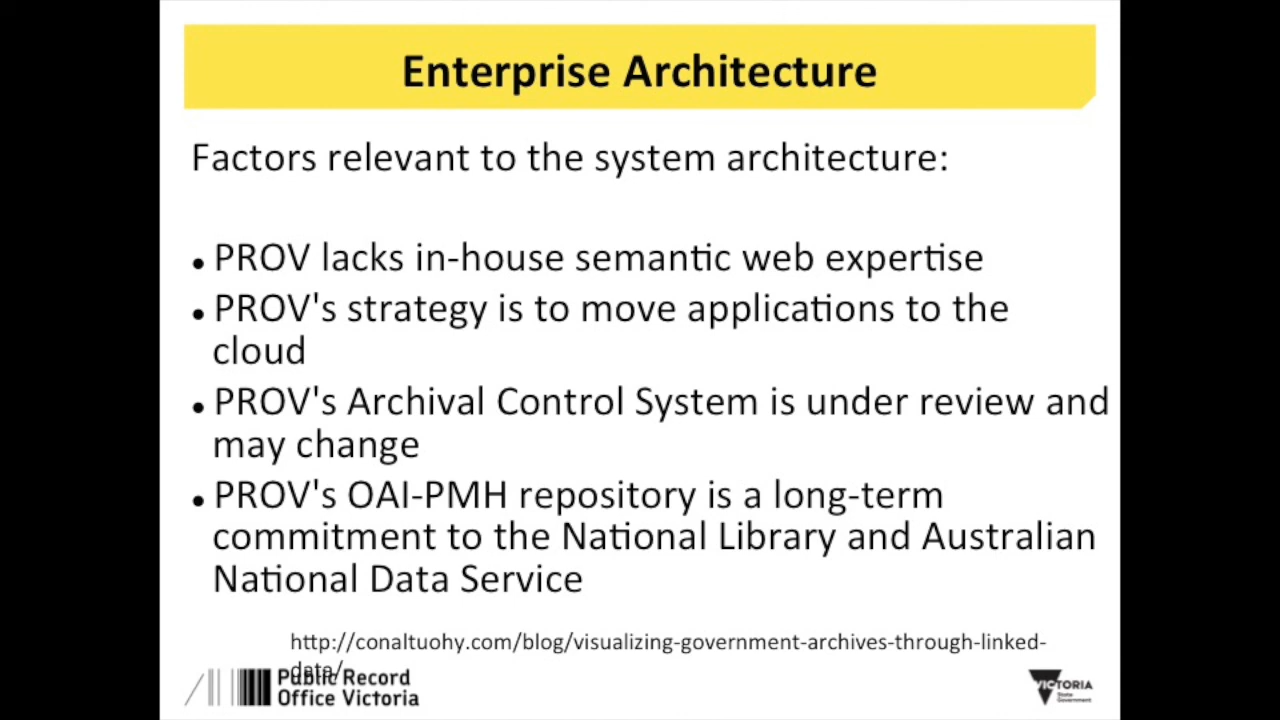 Enterprise Architecture
Factors relevant to the system architecture:
● PROV lacks in-house semantic web expertise
● PROV's strategy is to move applications to the
cloud
● PROV's Archival Control System is under review and
may change
● PROV's OAI-PMH repository is a long-term
commitment to the National Library and Australian
National Data Service
http://conaltuohy.com/blog/visualizing-government-archives-through-linked-
data/
Public Record
Office Victoria
VICTORIA
State
Government